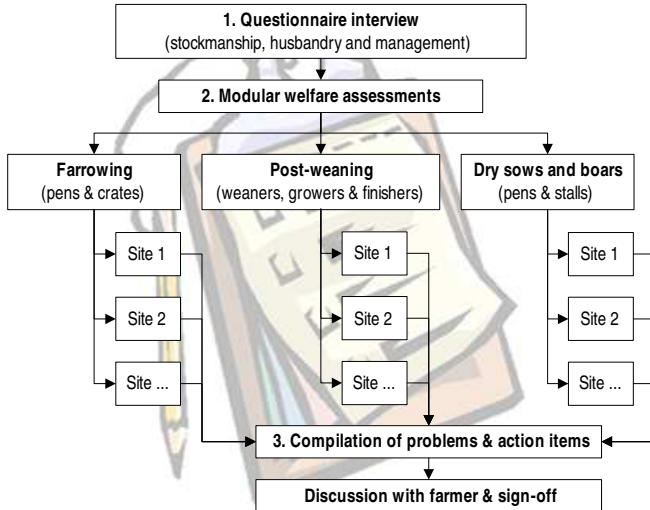 1. Questionnaire interview
(stockmanship, husbandry and management)
2. Modular welfare assessments
Farrowing
(pens & crates)
Site 1
Site 2
Site ...
Post-weaning
(weaners, growers & finishers)
Site 1
Site 2
Site ...
Dry sows and boars
(pens & stalls)
Site 1
Site 2
Site ...
3. Compilation of problems & action items
Discussion with farmer & sign-off